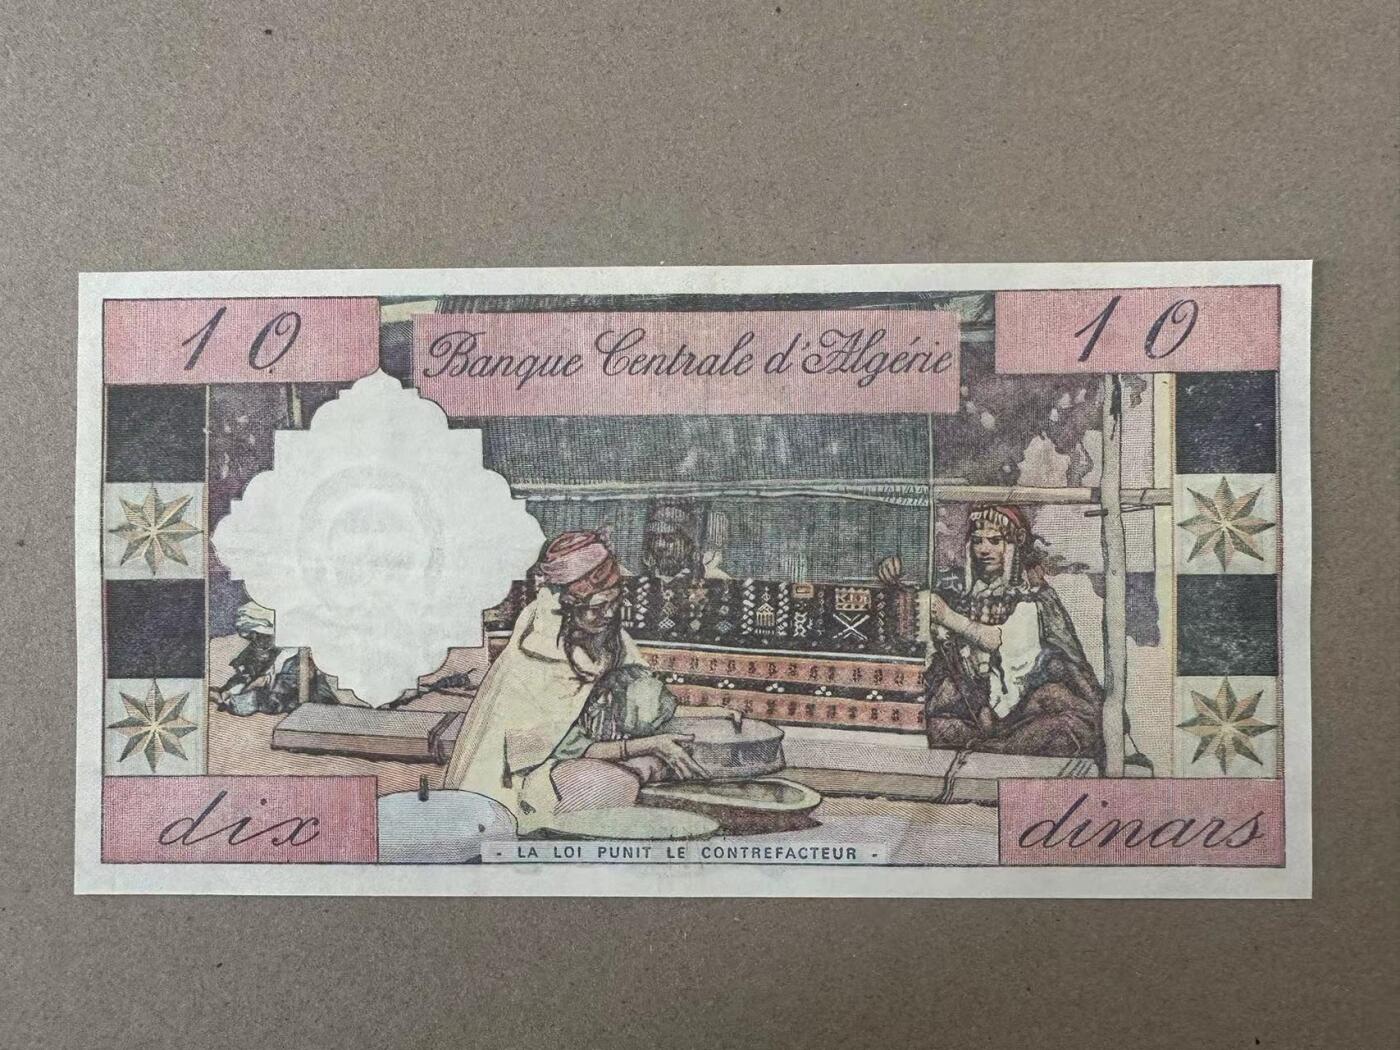 10
Banque Centrale d'Algérie
10
dix
dinars
- LA LOI PUNIT LE CONTREFACTEUR -